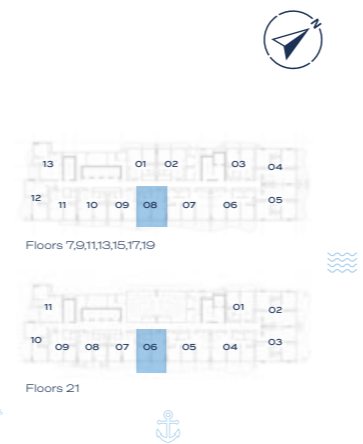 N
13 01 02 03 04
12 11 10 09 08 07 06 05
Floors 7,9,11,13,15,17,19
11 01 02
10 09 08 07 06 05 04 03
Floors 21